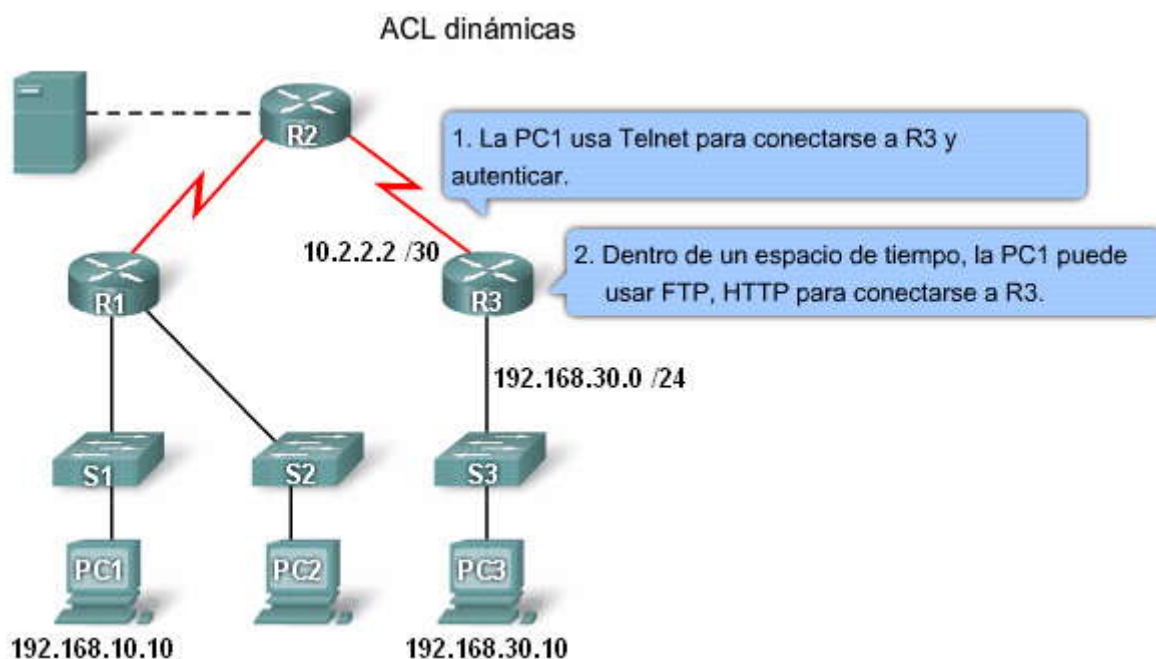 ACL dinámicas
R2
1. La PC1 usa Telnet para conectarse a R3 y
autenticar.
10.2.2.2 /30
2. Dentro de un espacio de tiempo, la PC1 puede
usar FTP, HTTP para conectarse a R3.
R1
R3
192.168.30.0 /24
S1
S2
S3
PC1
PC2
PC3
192.168.10.10
192.168.30.10